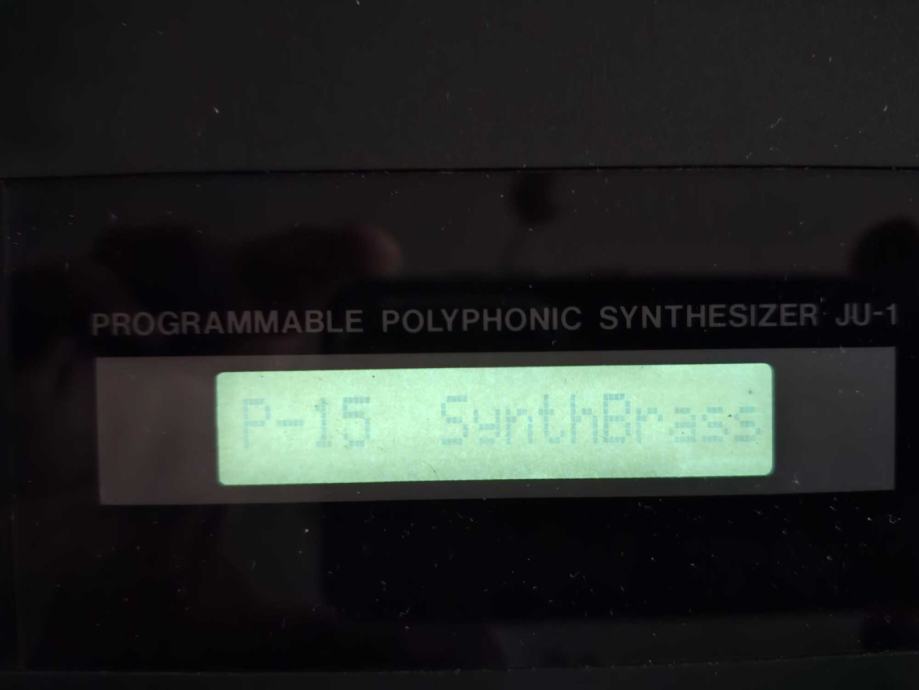 PROGRAMMABLE POLYPHONIC SYNTHESIZER JU-1
P-15 SynthBrass